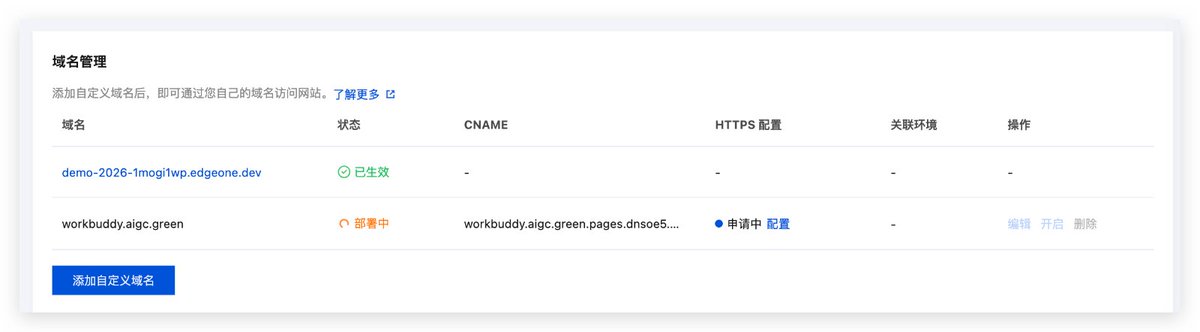 域名管理
添加自定义域名后，即可通过您自己的域名访问网站。了解更多
域名 状态 CNAME HTTPS 配置 关联环境 操作
demo-2026-1mogi1wp.edgeone.dev 已生效 - - - -
workbuddy.aigc.green 部署中 workbuddy.aigc.green.pages.dnsoe5.... 申请中 配置 - 编辑 开启 删除
添加自定义域名